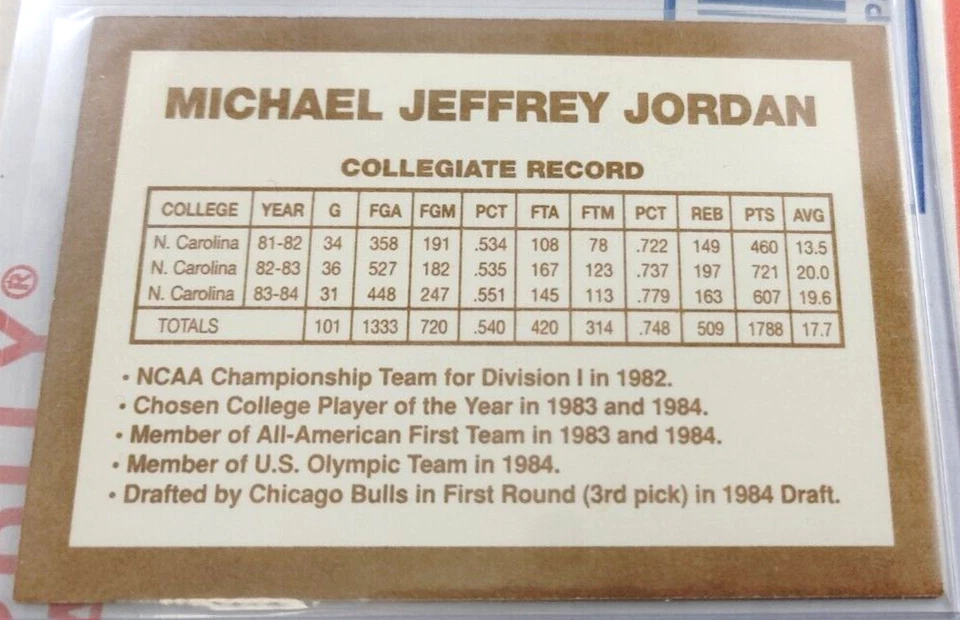 MICHAEL JEFFREY JORDAN
COLLEGIATE RECORD
COLLEGE YEAR G FGA FGM PCT FTA FTM PCT REB PTS AVG
N. Carolina 81-82 34 358 191 .534 108 78 .722 149 460 13.5
N. Carolina 82-83 36 527 182 .535 167 123 .737 197 721 20.0
N. Carolina 83-84 31 448 247 .551 145 113 .779 163 607 19.6
TOTALS 101 1333 720 .540 420 314 .748 509 1788 17.7
• NCAA Championship Team for Division I in 1982.
• Chosen College Player of the Year in 1983 and 1984.
• Member of All-American First Team in 1983 and 1984.
• Member of U.S. Olympic Team in 1984.
• Drafted by Chicago Bulls in First Round (3rd pick) in 1984 Draft.